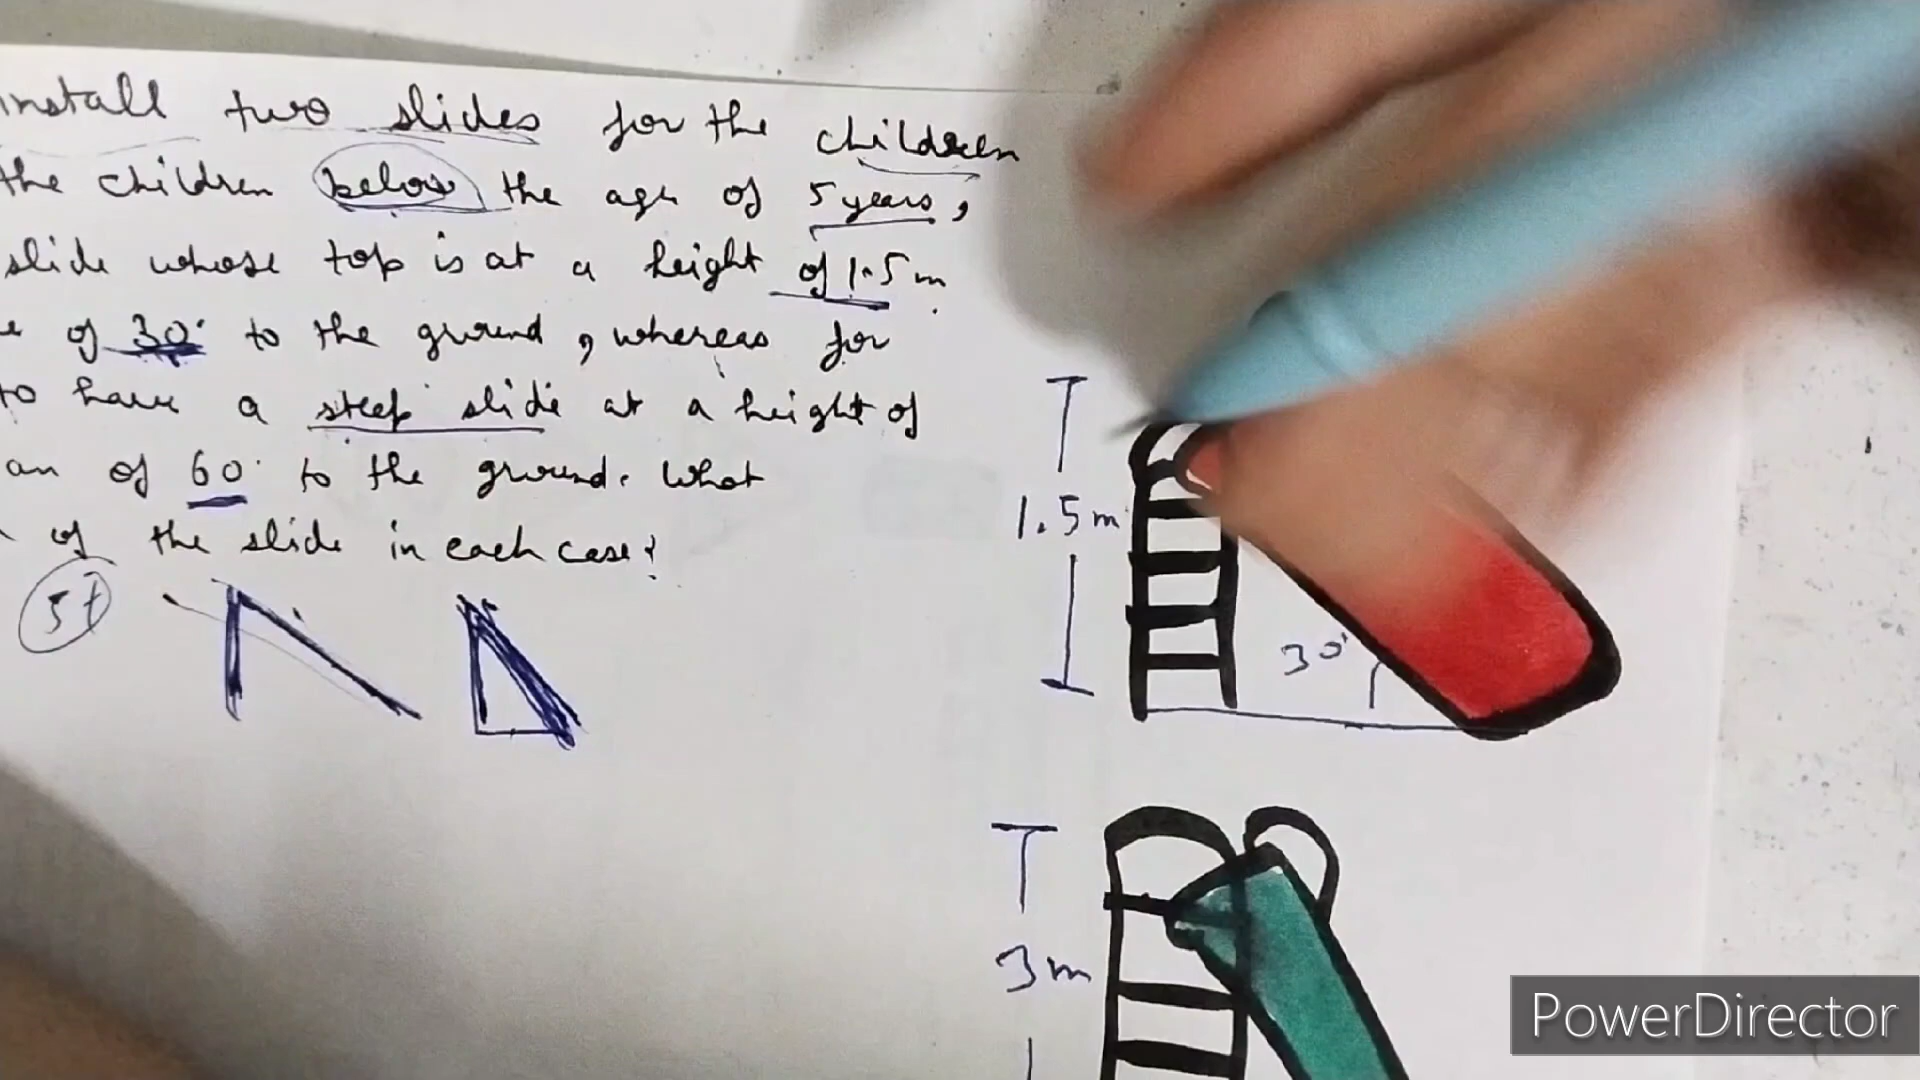 install two slides for the children
the children below the age of 5 years,
slide whose top is at a height of 1.5m
of 30° to the ground, whereas for
to have a steep slide at a height of
an of 60° to the ground. What
of the slide in each case?
5+
1.5m
30°
3m
PowerDirector